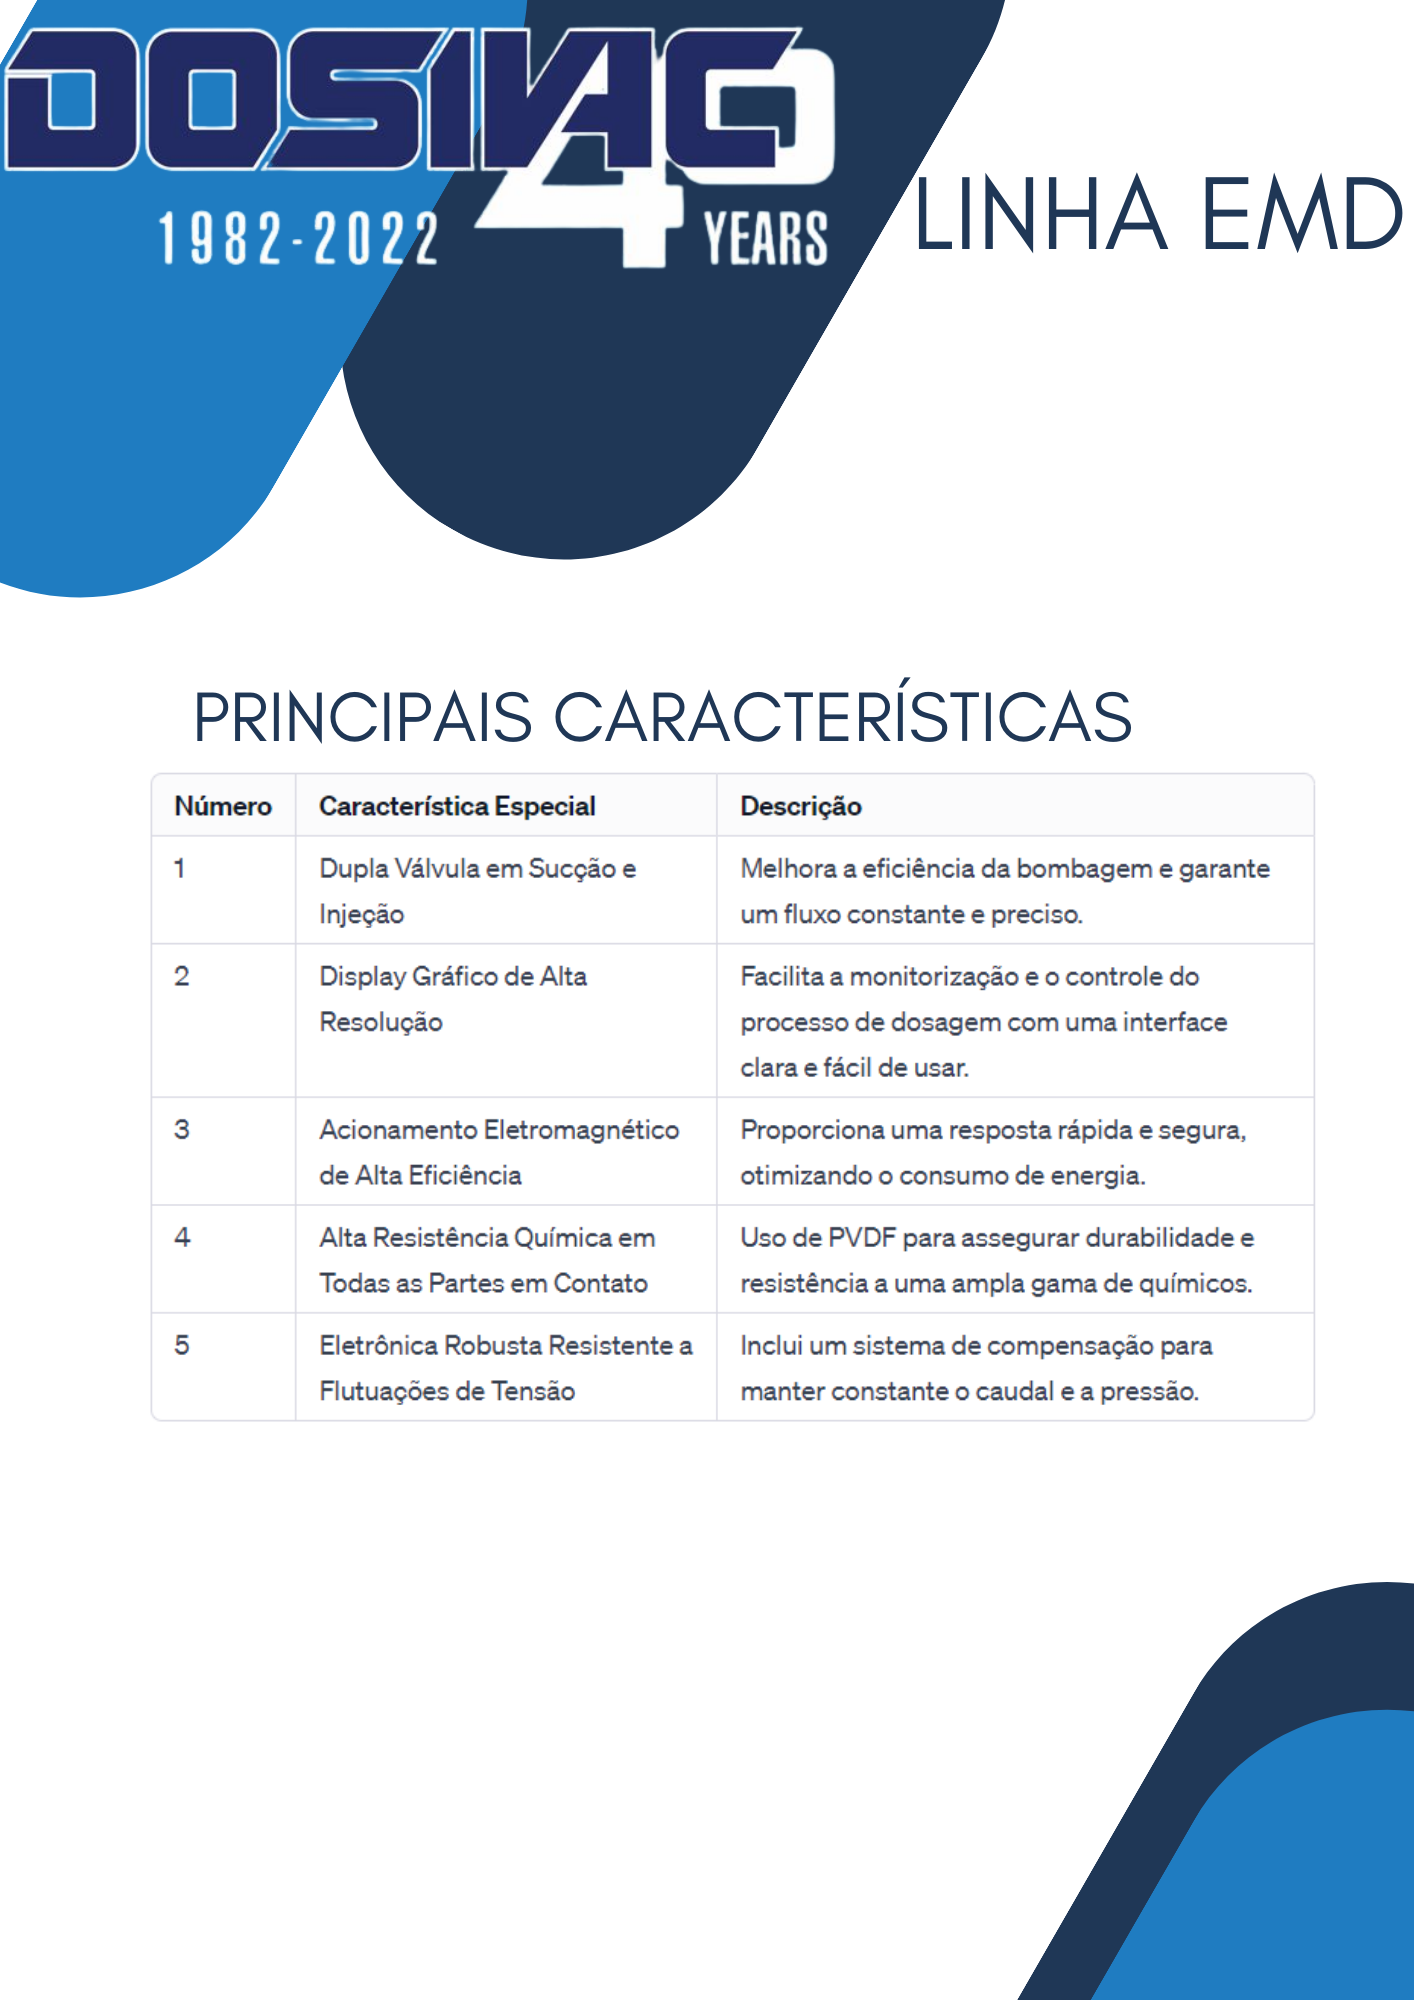 DOSIVAC
40
1982-2022
YEARS
LINHA EMD
PRINCIPAIS CARACTERÍSTICAS
Número
Característica Especial
Descrição
1
Dupla Válvula em Sucção e
Injeção
Melhora a eficiência da bombagem e garante
um fluxo constante e preciso.
2
Display Gráfico de Alta
Resolução
Facilita a monitorização e o controle do
processo de dosagem com uma interface
clara e fácil de usar.
3
Acionamento Eletromagnético
de Alta Eficiência
Proporciona uma resposta rápida e segura,
otimizando o consumo de energia.
4
Alta Resistência Química em
Todas as Partes em Contato
Uso de PVDF para assegurar durabilidade e
resistência a uma ampla gama de químicos.
5
Eletrônica Robusta Resistente a
Flutuações de Tensão
Inclui um sistema de compensação para
manter constante o caudal e a pressão.